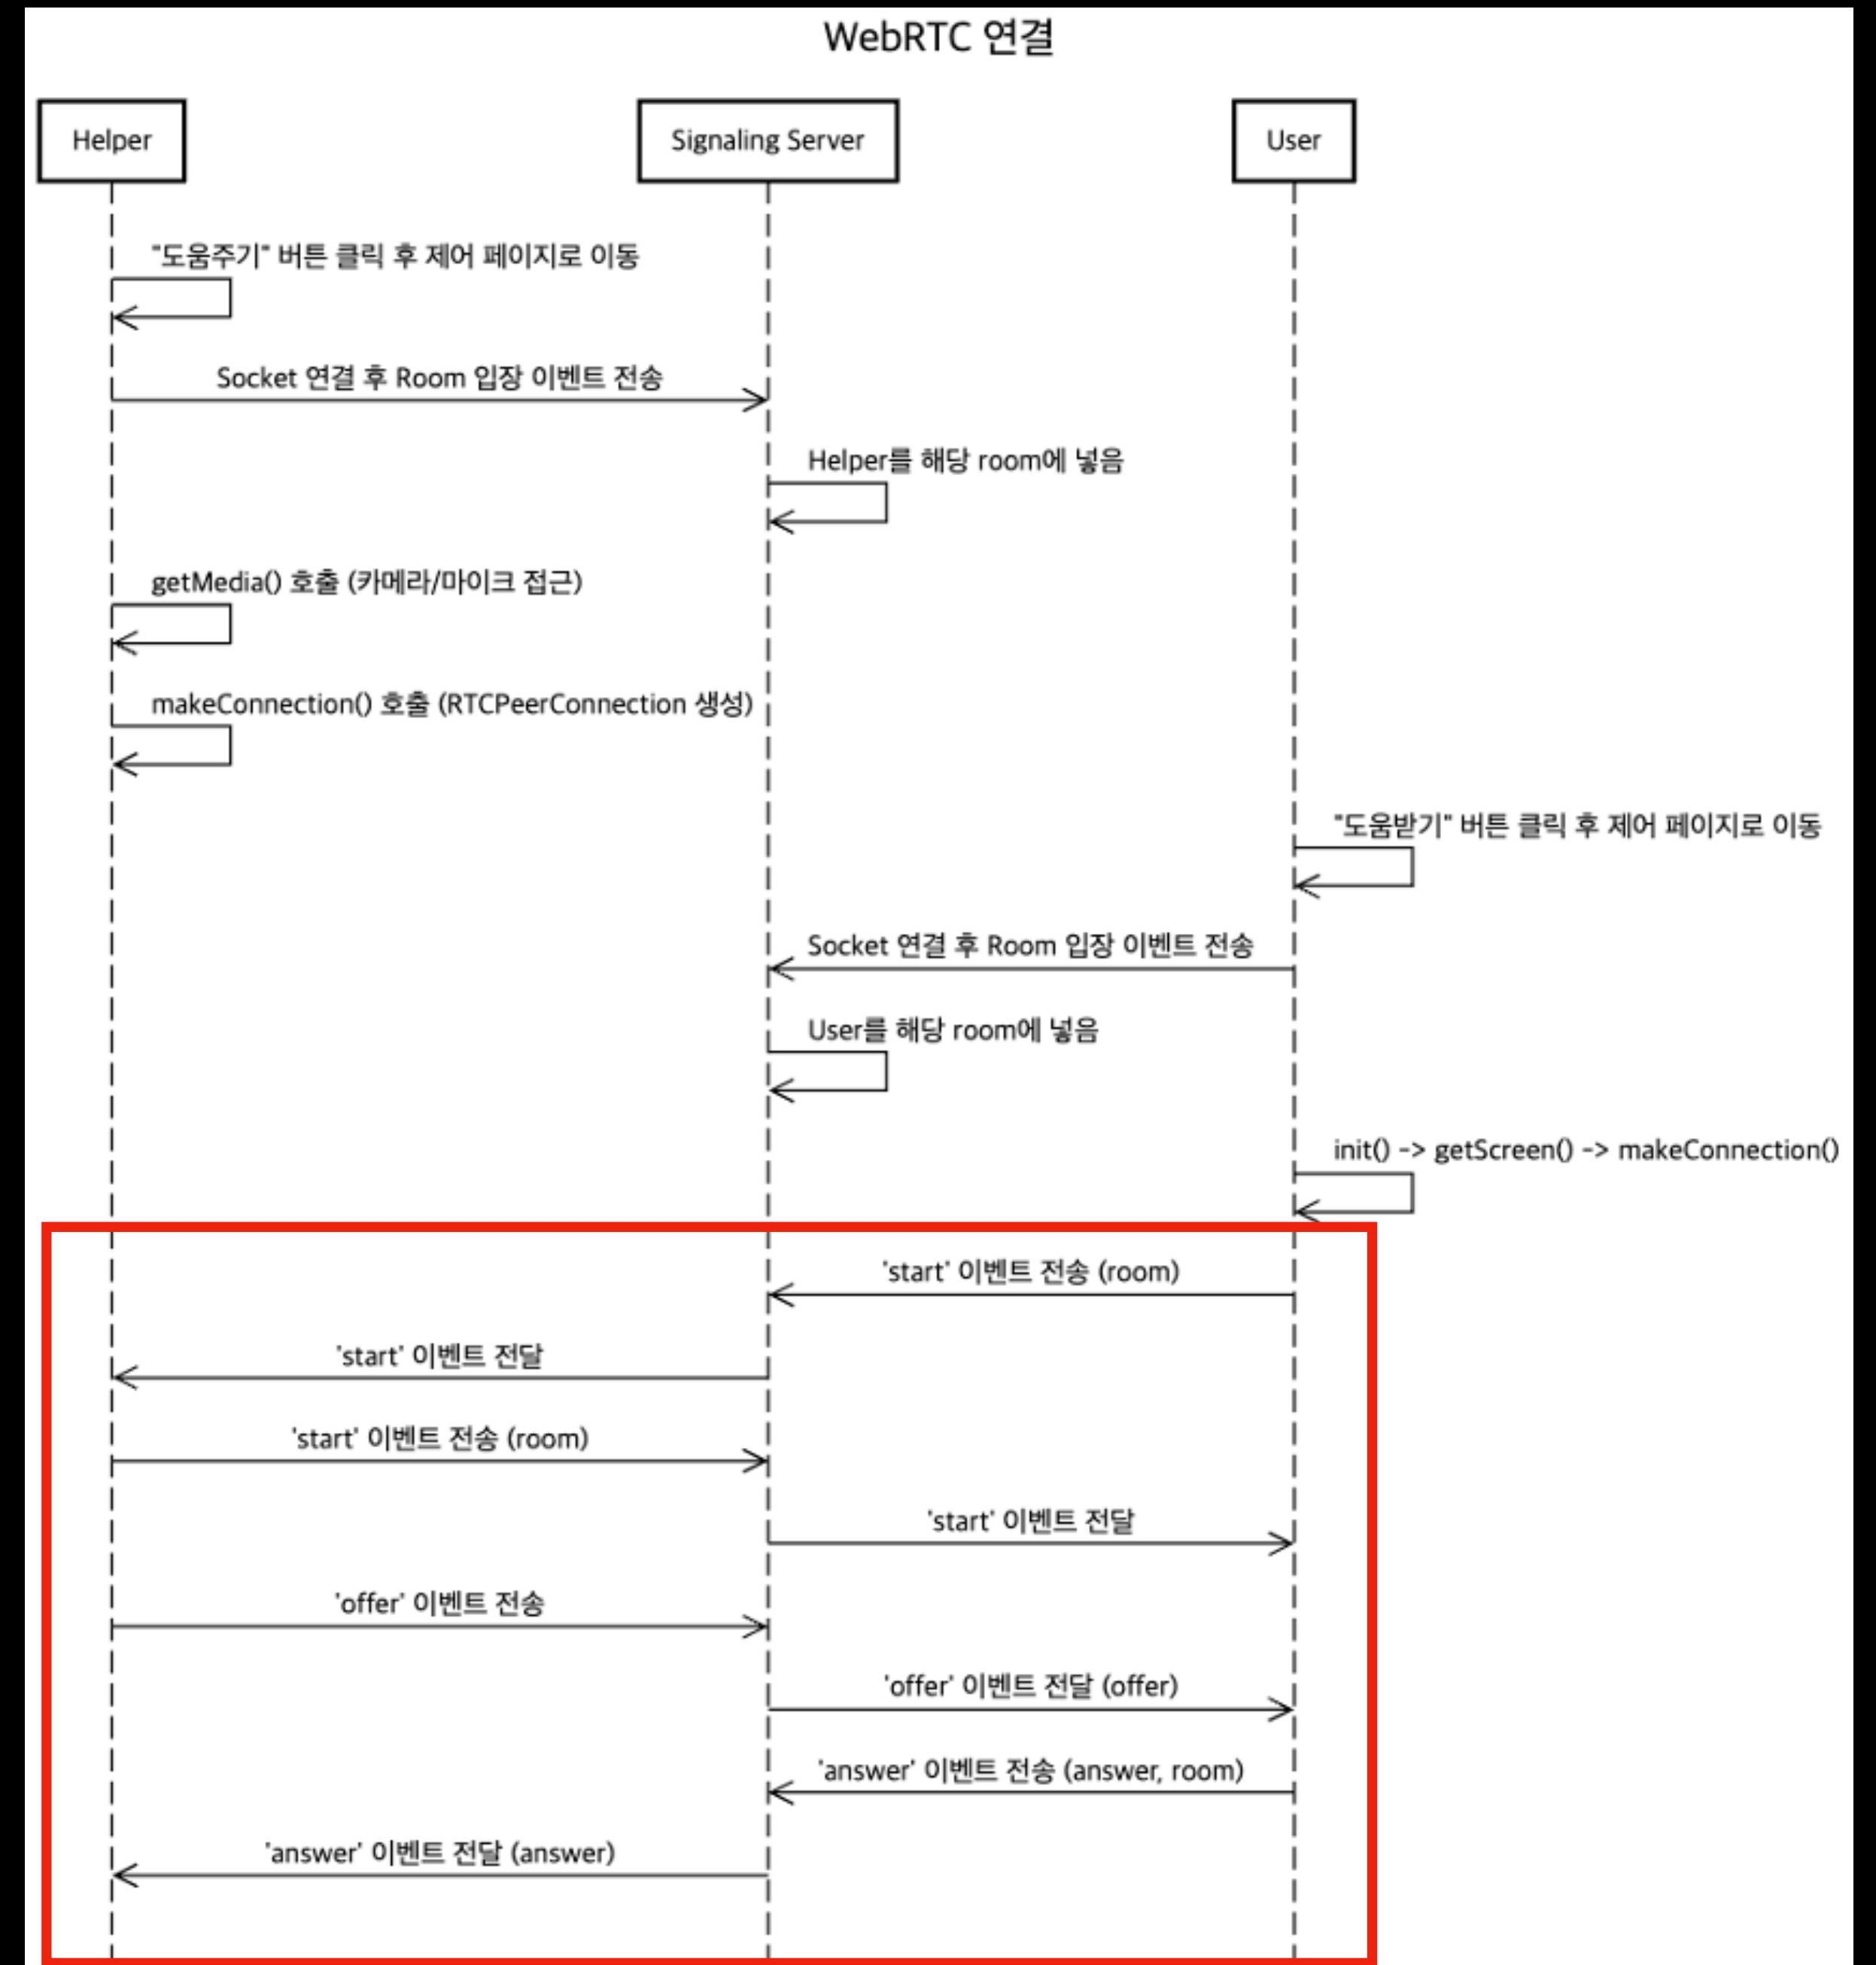 WebRTC 연결
Helper
Signaling Server
User
"도움주기" 버튼 클릭 후 제어 페이지로 이동
Socket 연결 후 Room 입장 이벤트 전송
Helper를 해당 room에 넣음
getMedia() 호출 (카메라/마이크 접근)
makeConnection() 호출 (RTCPeerConnection 생성)
"도움받기" 버튼 클릭 후 제어 페이지로 이동
Socket 연결 후 Room 입장 이벤트 전송
User를 해당 room에 넣음
init() -> getScreen() -> makeConnection()
'start' 이벤트 전송 (room)
'start' 이벤트 전달
'start' 이벤트 전송 (room)
'start' 이벤트 전달
'offer' 이벤트 전송
'offer' 이벤트 전달 (offer)
'answer' 이벤트 전송 (answer, room)
'answer' 이벤트 전달 (answer)